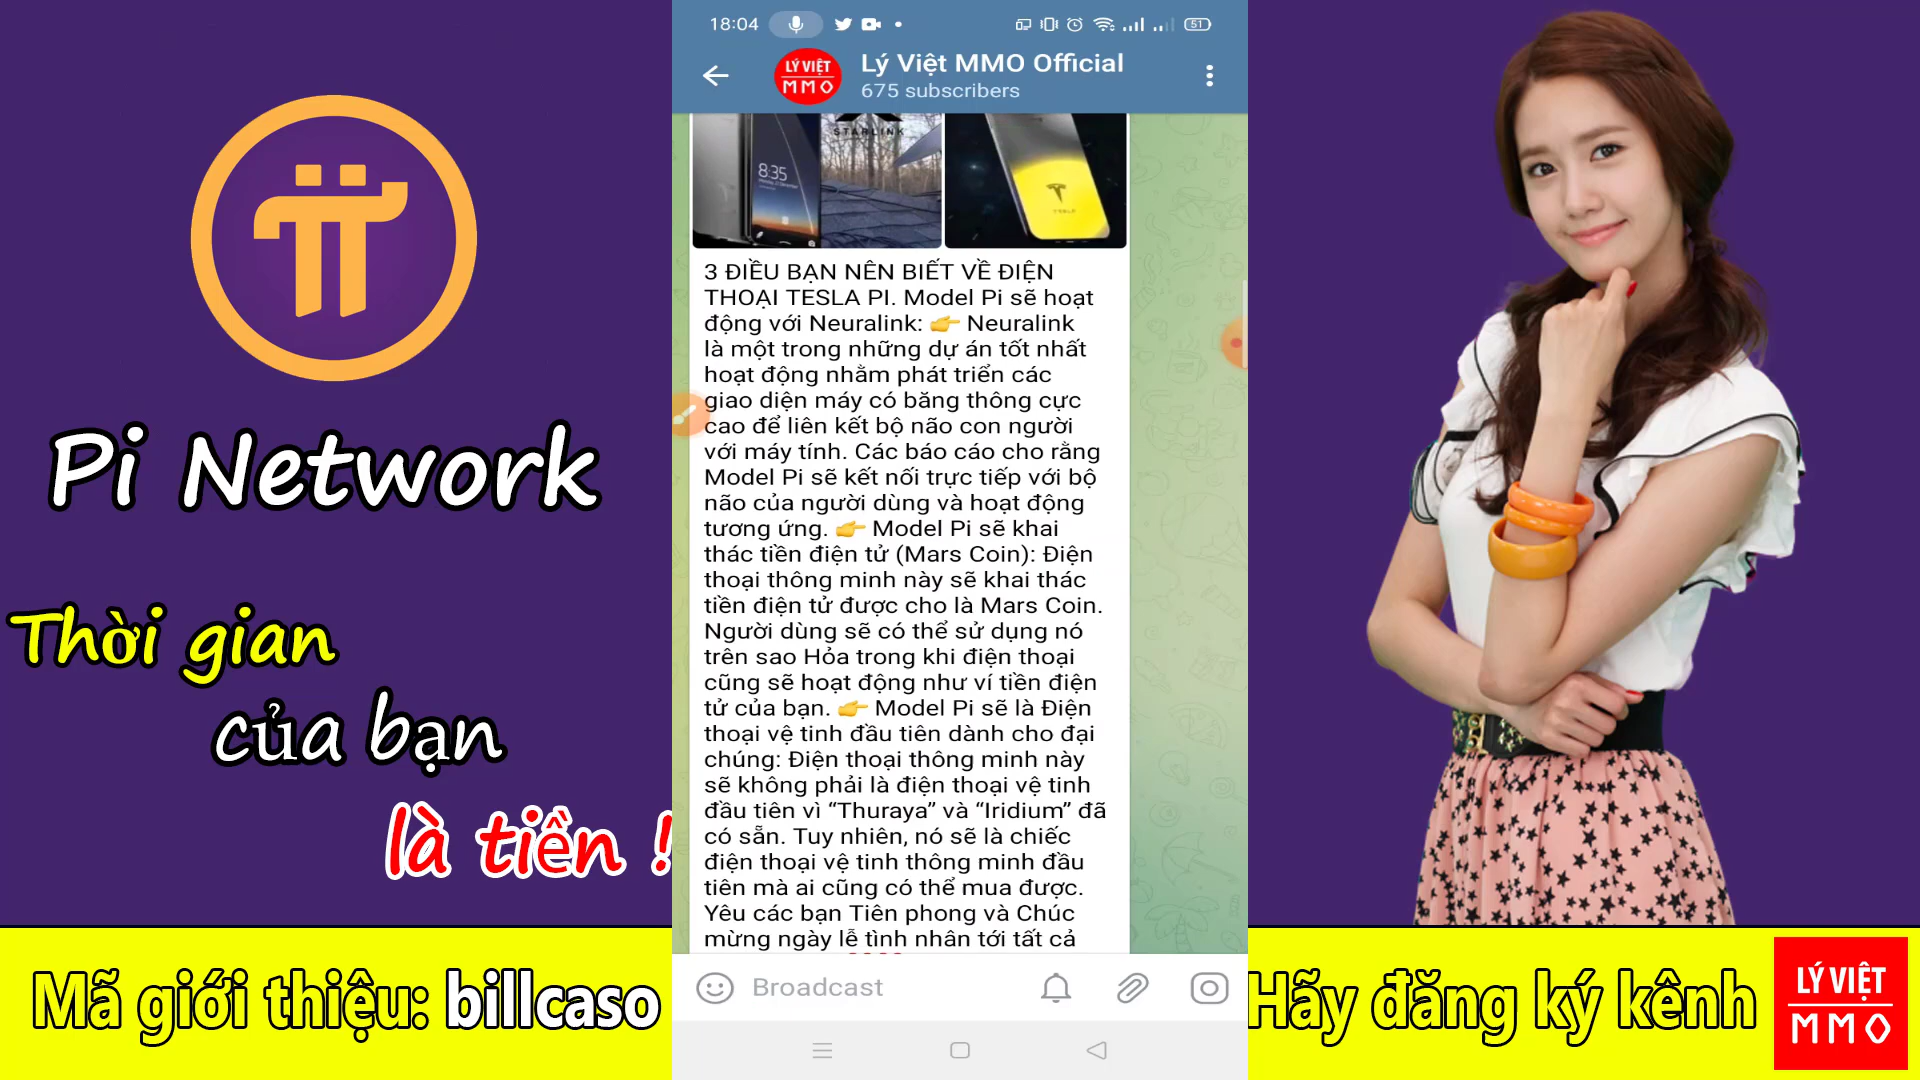 Pi Network
Thời gian
của bạn
là tiền !
Mã giới thiệu: billcaso
18:04
51
LÝ VIỆT
MMO
Lý Việt MMO Official
675 subscribers
STARLINK
8:35
TESLA
3 ĐIỀU BẠN NÊN BIẾT VỀ ĐIỆN
THOẠI TESLA PI. Model Pi sẽ hoạt
động với Neuralink: 👉 Neuralink
là một trong những dự án tốt nhất
hoạt động nhằm phát triển các
giao diện máy có băng thông cực
cao để liên kết bộ não con người
với máy tính. Các báo cáo cho rằng
Model Pi sẽ kết nối trực tiếp với bộ
não của người dùng và hoạt động
tương ứng. 👉 Model Pi sẽ khai
thác tiền điện tử (Mars Coin): Điện
thoại thông minh này sẽ khai thác
tiền điện tử được cho là Mars Coin.
Người dùng sẽ có thể sử dụng nó
trên sao Hỏa trong khi điện thoại
cũng sẽ hoạt động như ví tiền điện
tử của bạn. 👉 Model Pi sẽ là Điện
thoại vệ tinh đầu tiên dành cho đại
chúng: Điện thoại thông minh này
sẽ không phải là điện thoại vệ tinh
đầu tiên vì “Thuraya” và “Iridium” đã
có sẵn. Tuy nhiên, nó sẽ là chiếc
điện thoại vệ tinh thông minh đầu
tiên mà ai cũng có thể mua được.
Yêu các bạn Tiên phong và Chúc
mừng ngày lễ tình nhân tới tất cả
Broadcast
Hãy đăng ký kênh
LÝ VIỆT
MMO